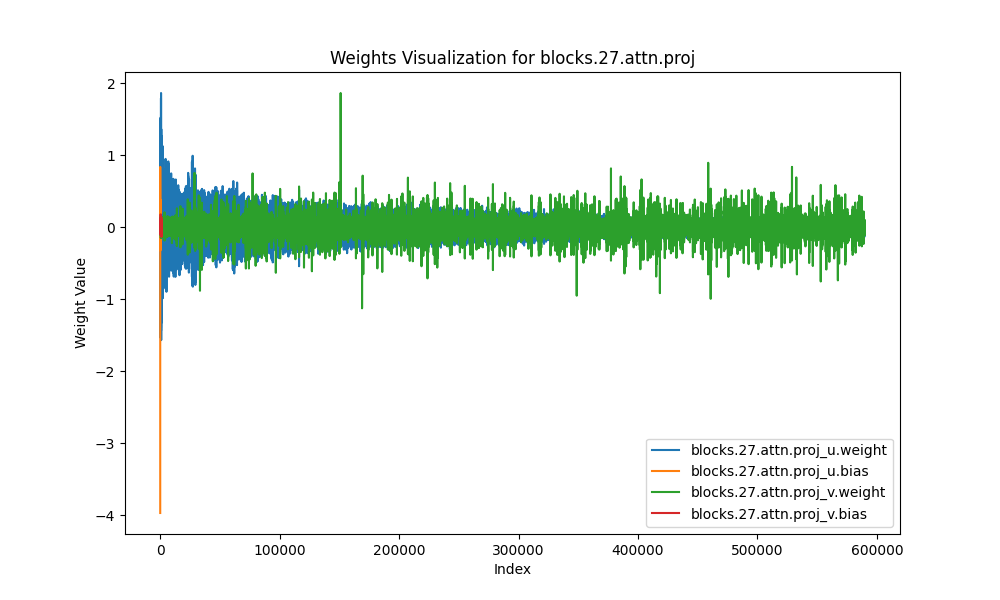 Weights Visualization for blocks.27.attn.proj
Weight Value
2
1
0
−1
−2
−3
−4
0
100000
200000
300000
400000
500000
600000
Index
blocks.27.attn.proj_u.weight
blocks.27.attn.proj_u.bias
blocks.27.attn.proj_v.weight
blocks.27.attn.proj_v.bias